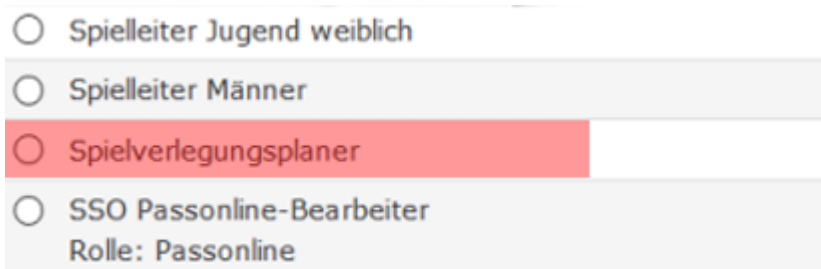 Spielleiter Jugend weiblich
Spielleiter Männer
Spielverlegungsplaner
SSO Passonline-Bearbeiter
Rolle: Passonline